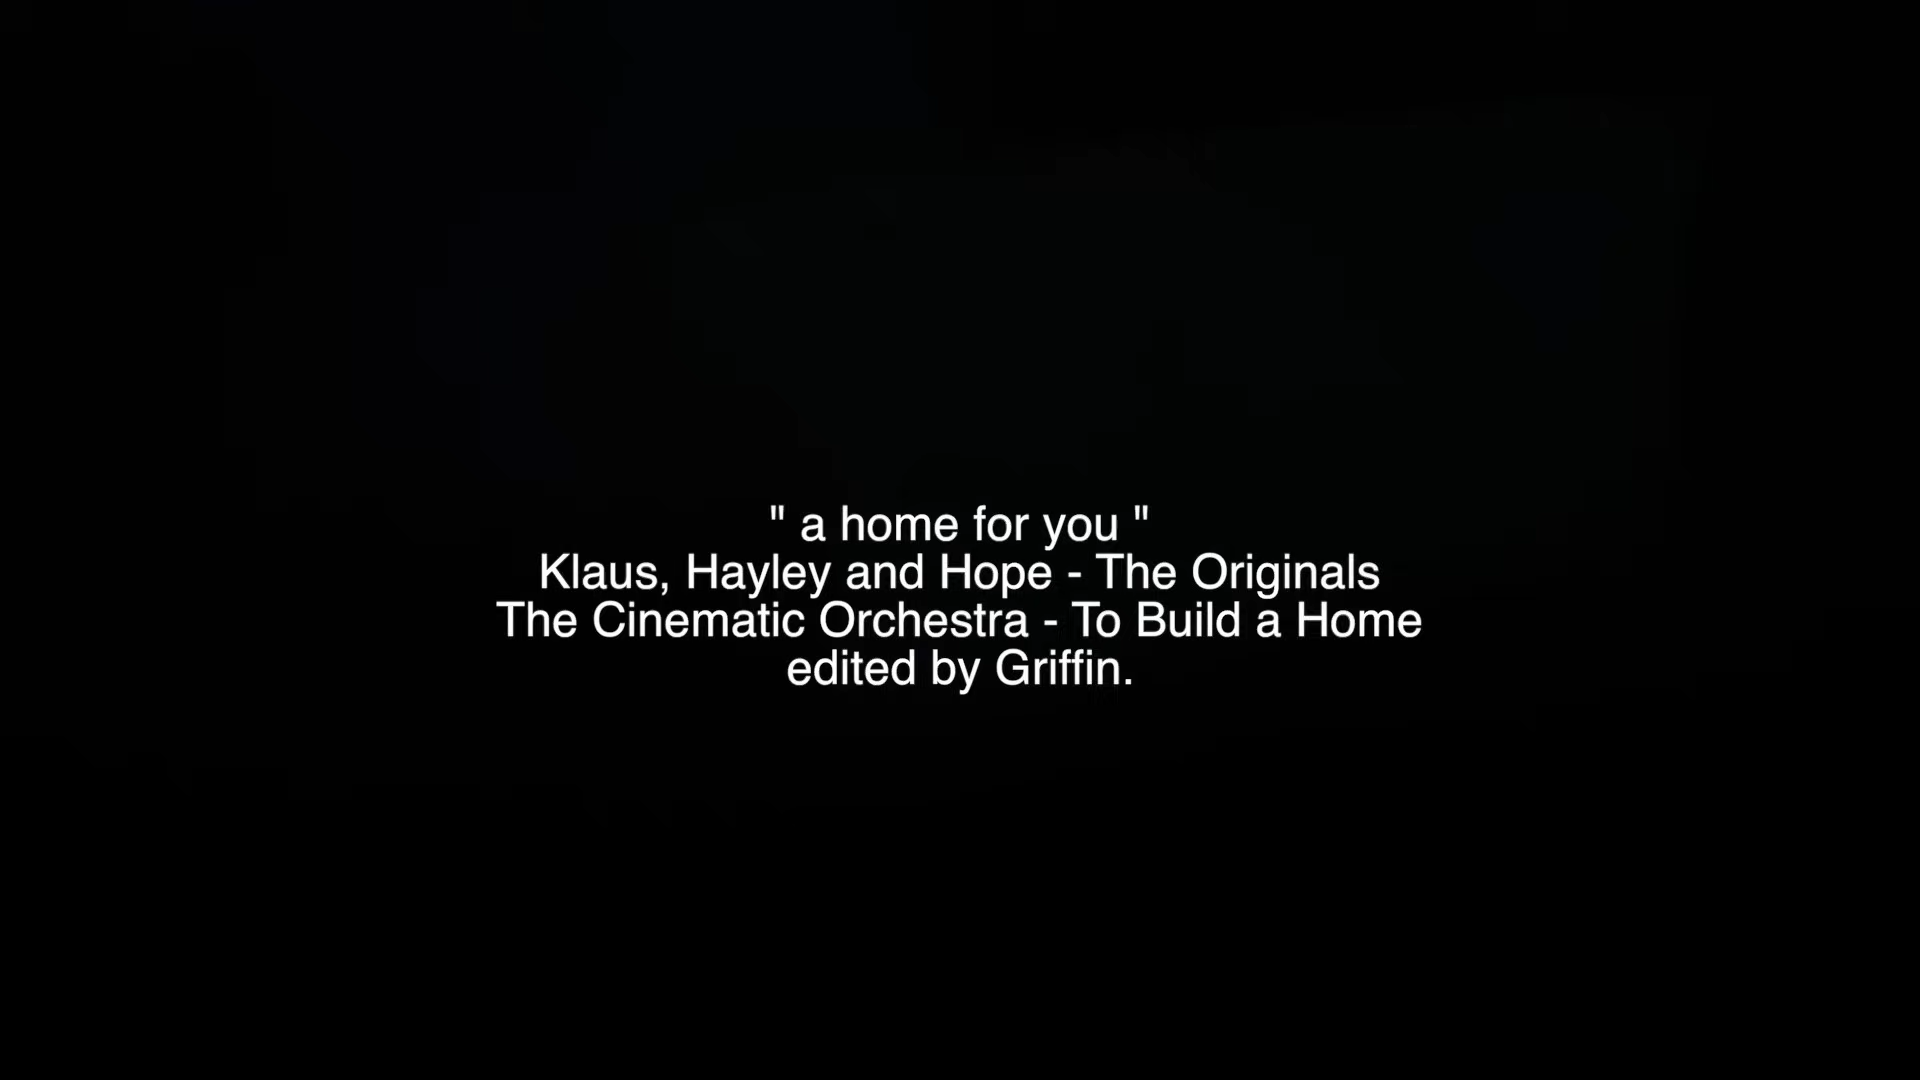 " a home for you "
Klaus, Hayley and Hope - The Originals
The Cinematic Orchestra - To Build a Home
edited by Griffin.